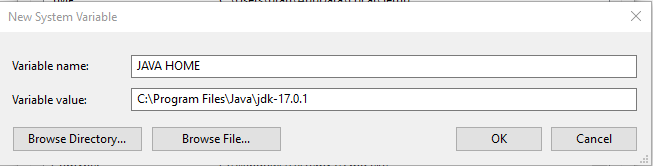 New System Variable
Variable name:
JAVA HOME
Variable value:
C:\Program Files\Java\jdk-17.0.1
Browse Directory...
Browse File...
OK
Cancel